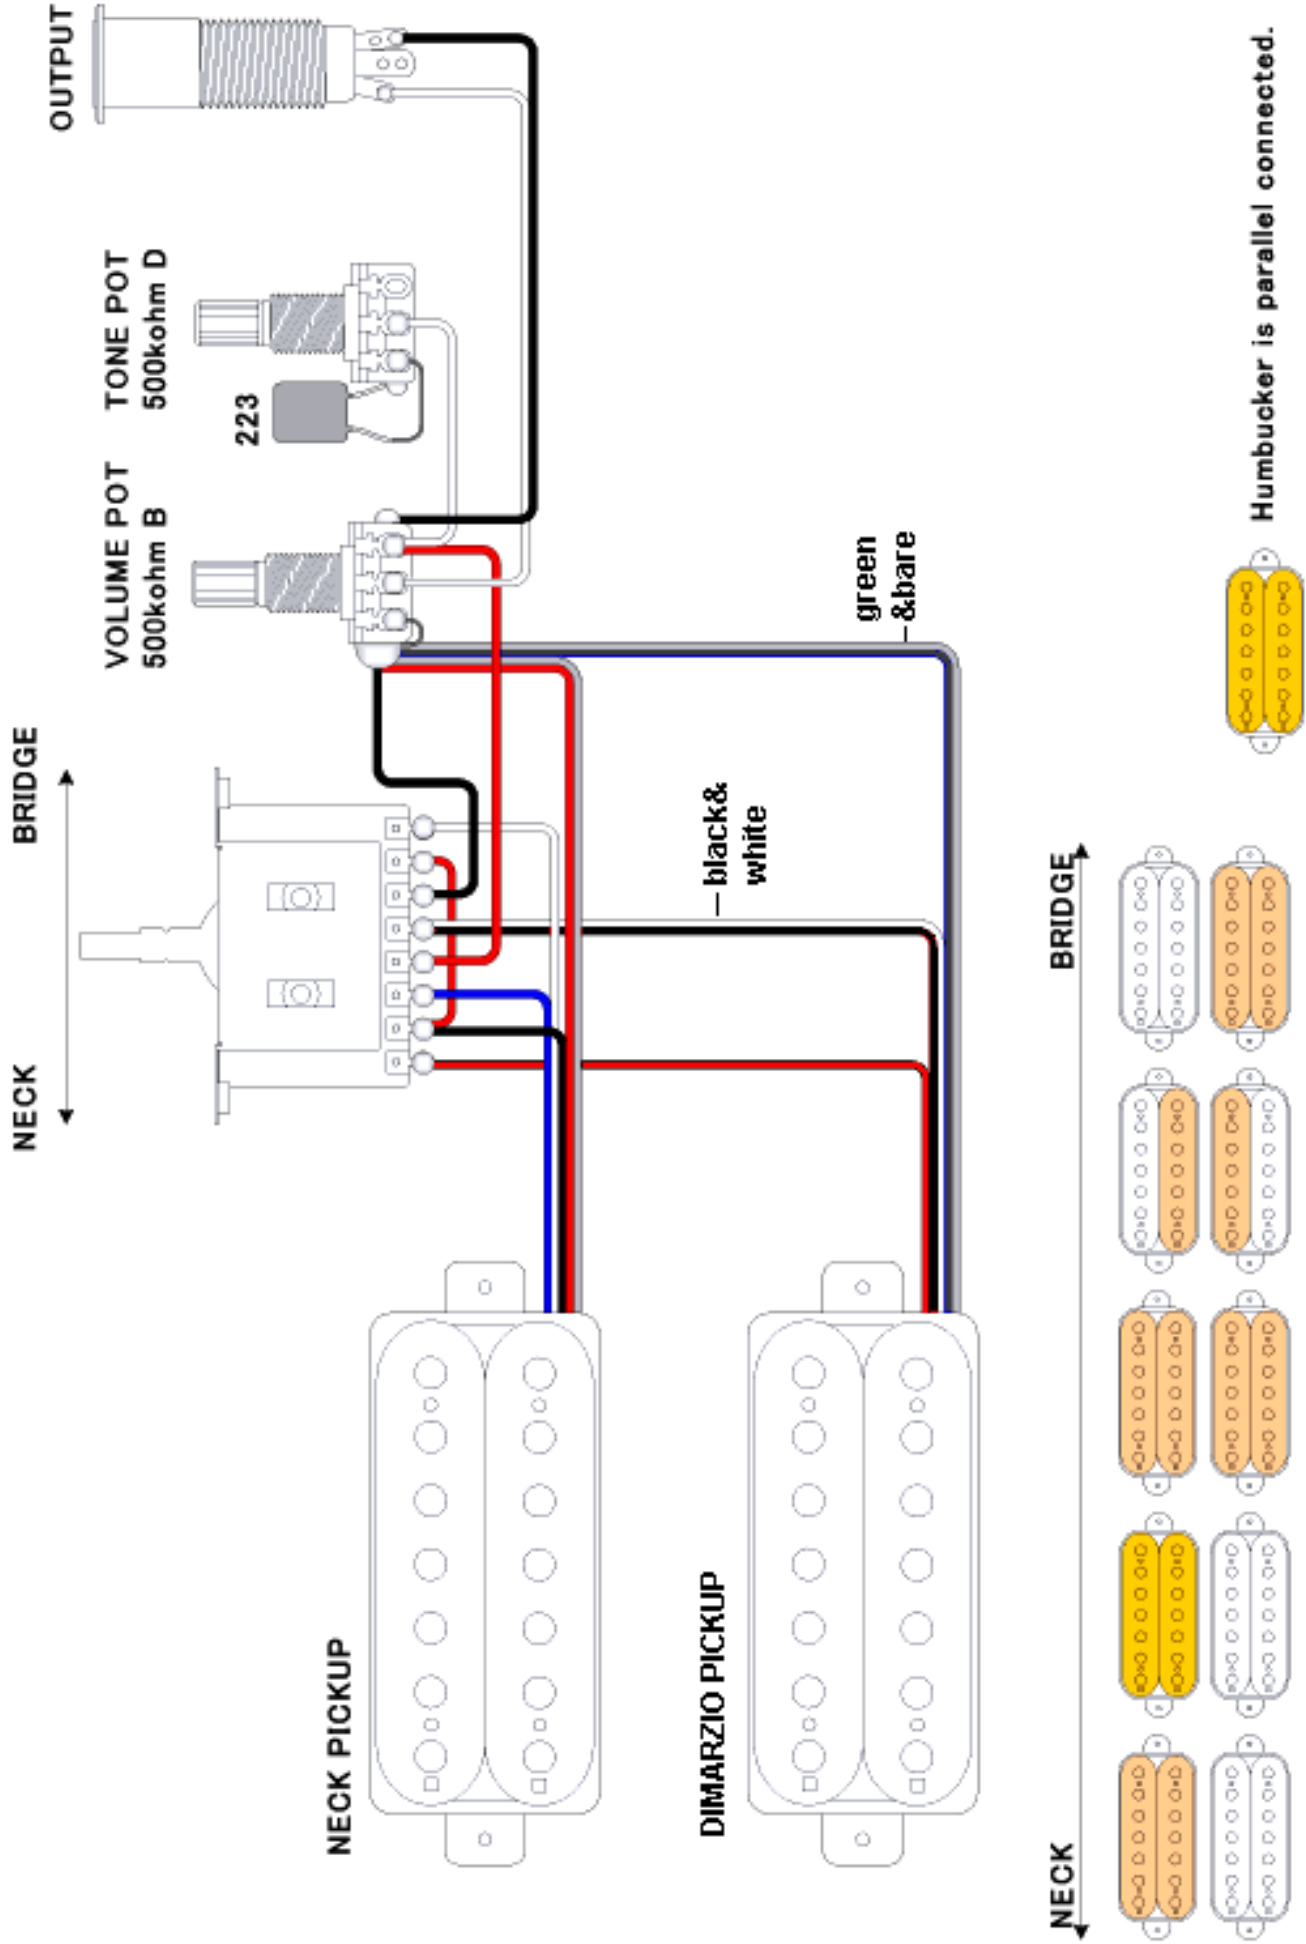 OUTPUT
TONE POT
500kohm D
223
VOLUME POT
500kohm B
BRIDGE
NECK
green
&bare
black&
white
NECK PICKUP
DIMARZIO PICKUP
BRIDGE
NECK
Humbucker is parallel connected.